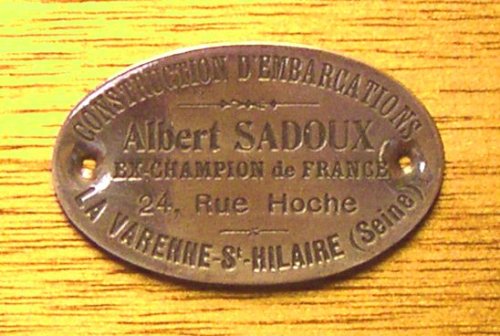 CONSTRUCTION D'EMBARCATIONS
Albert SADOUX
EX-CHAMPION de FRANCE
24, Rue Hoche
LA VARENNE-St-HILAIRE (Seine)